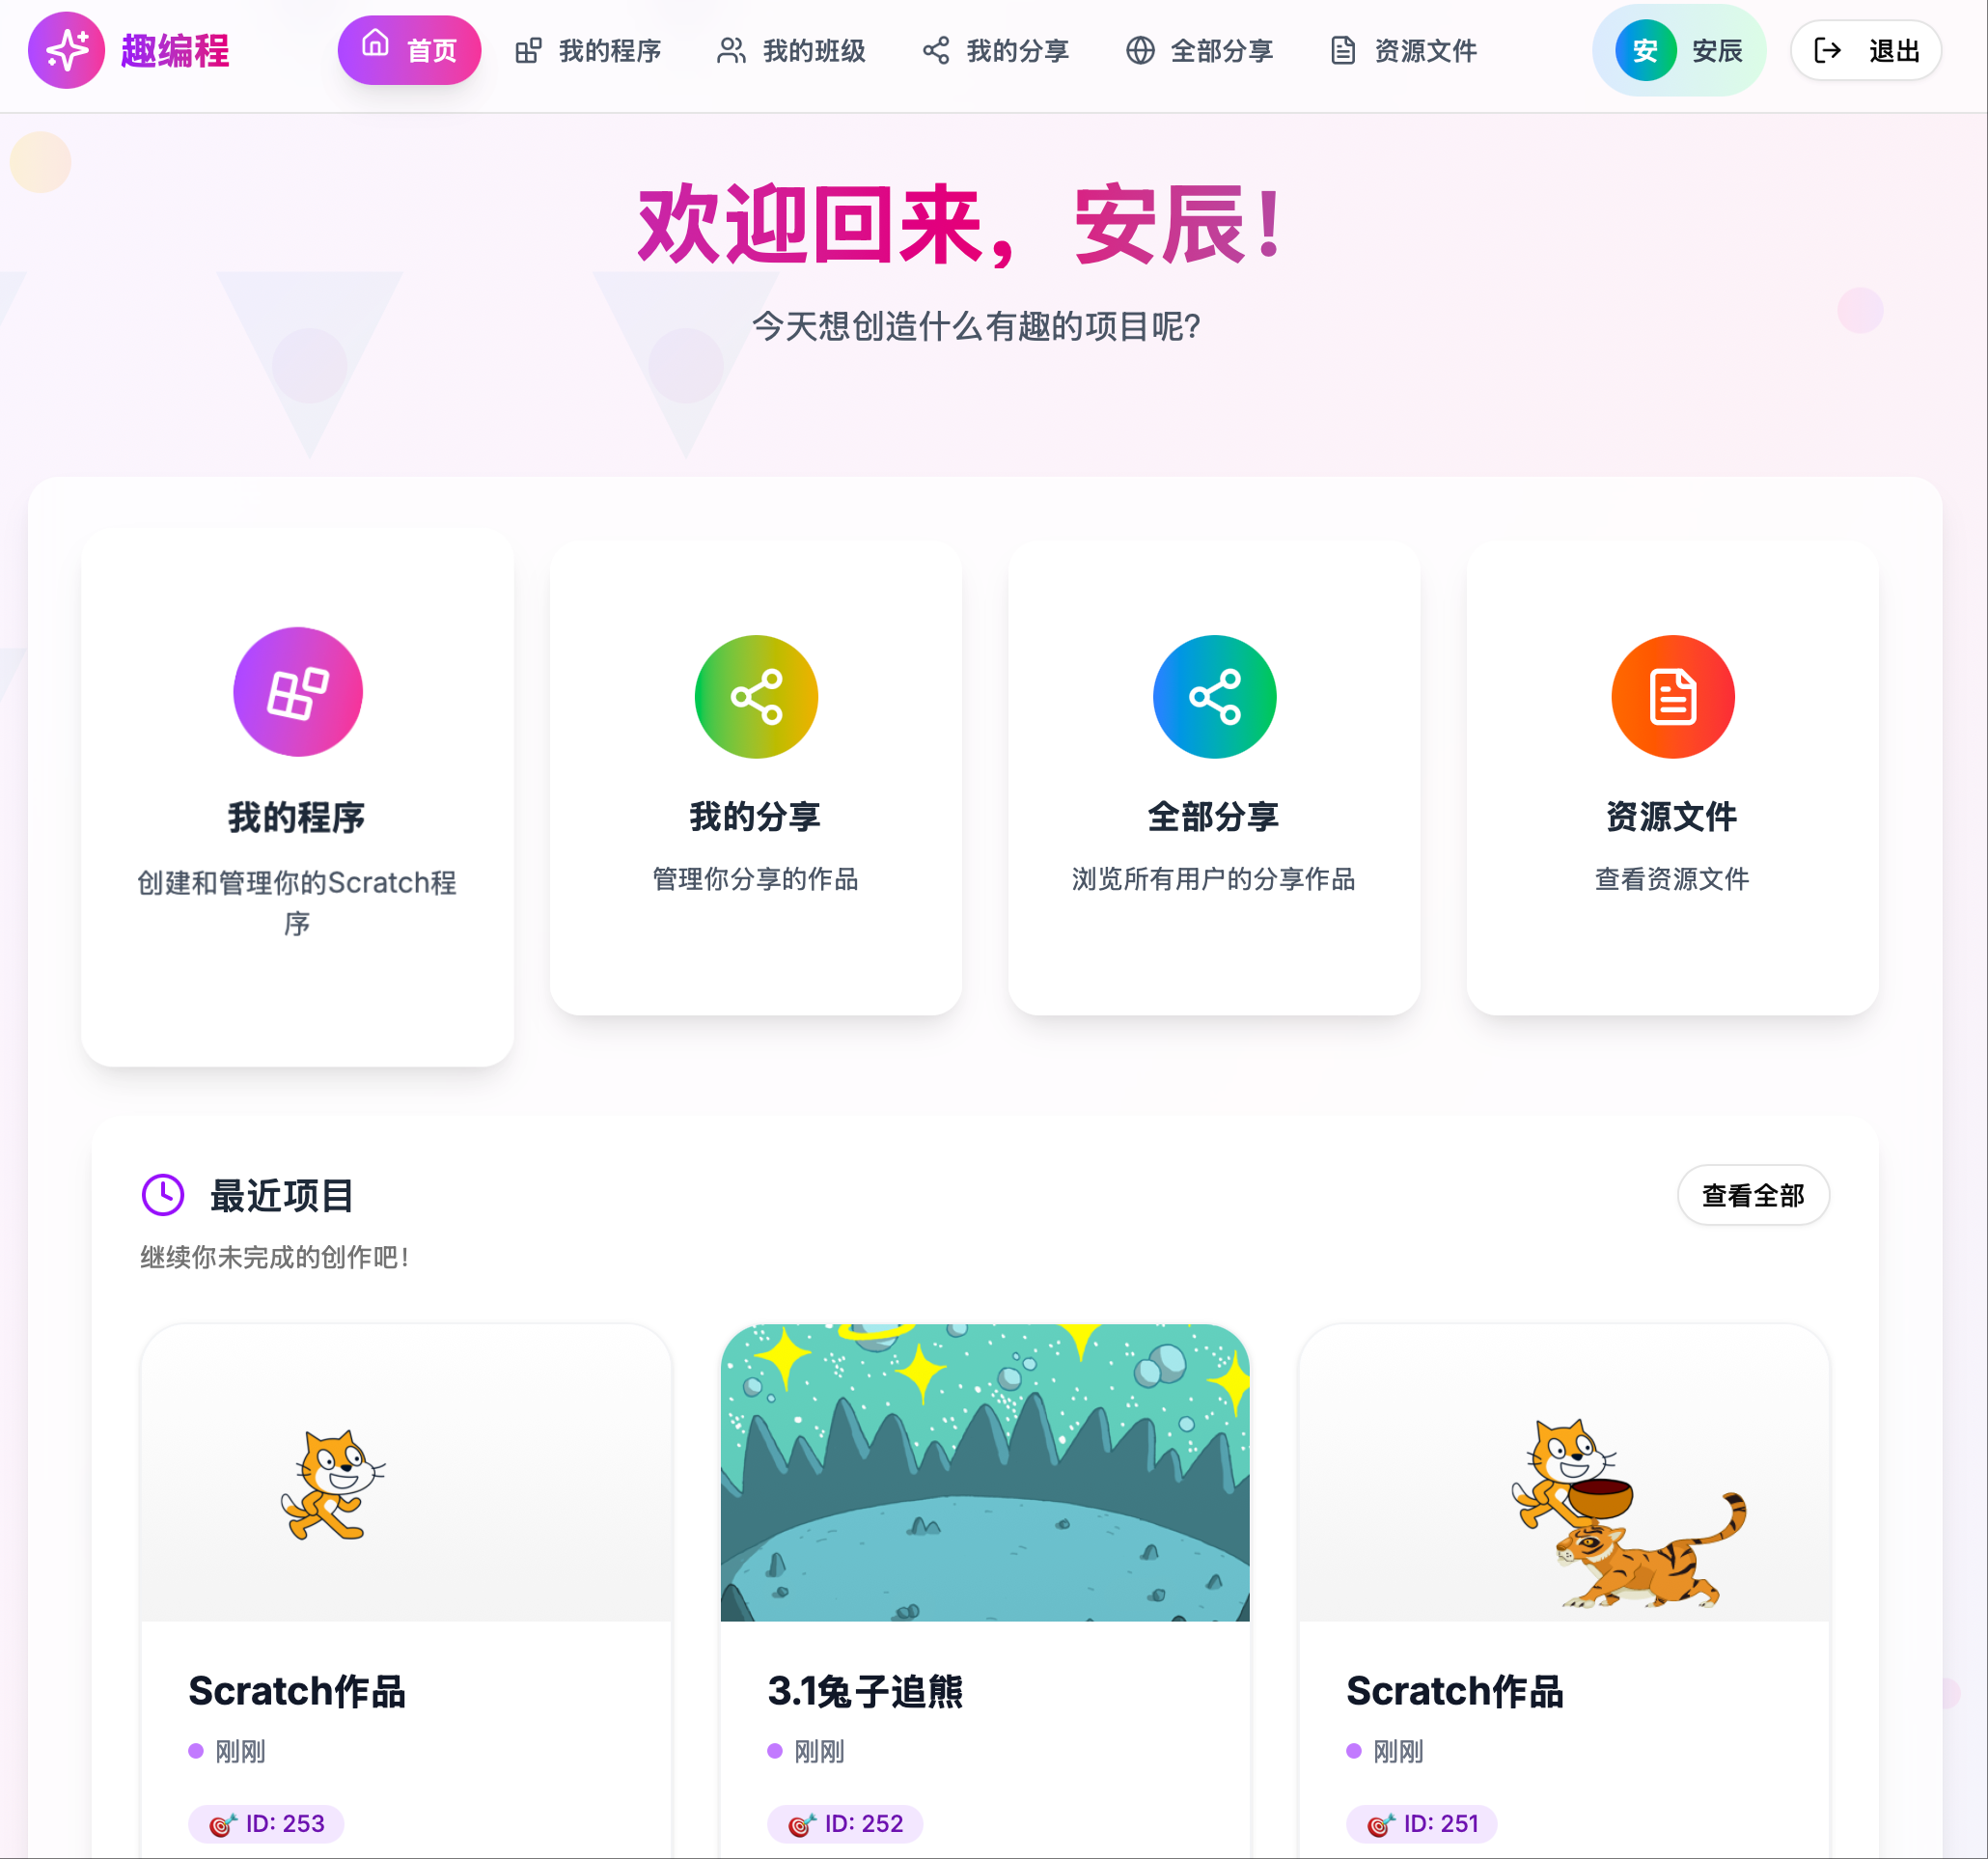 趣编程
首页
我的程序
我的班级
我的分享
全部分享
资源文件
安
安辰
退出
欢迎回来，安辰！
今天想创造什么有趣的项目呢?
我的程序
创建和管理你的Scratch程
序
我的分享
管理你分享的作品
全部分享
浏览所有用户的分享作品
资源文件
查看资源文件
最近项目
查看全部
继续你未完成的创作吧！
Scratch作品
刚刚
ID: 253
3.1兔子追熊
刚刚
ID: 252
Scratch作品
刚刚
ID: 251